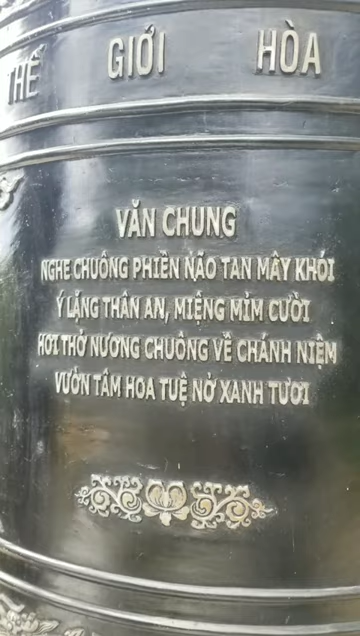 THẾ GIỚI HÒA
VĂN CHUNG
NGHE CHUÔNG PHIỀN NÃO TAN MÂY KHÓI
Ý LẶNG THÂN AN, MIỆNG MỈM CƯỜI
HƠI THỞ NƯƠNG CHUÔNG VỀ CHÁNH NIỆM
VƯỜN TÂM HOA TUỆ NỞ XANH TƯƠI